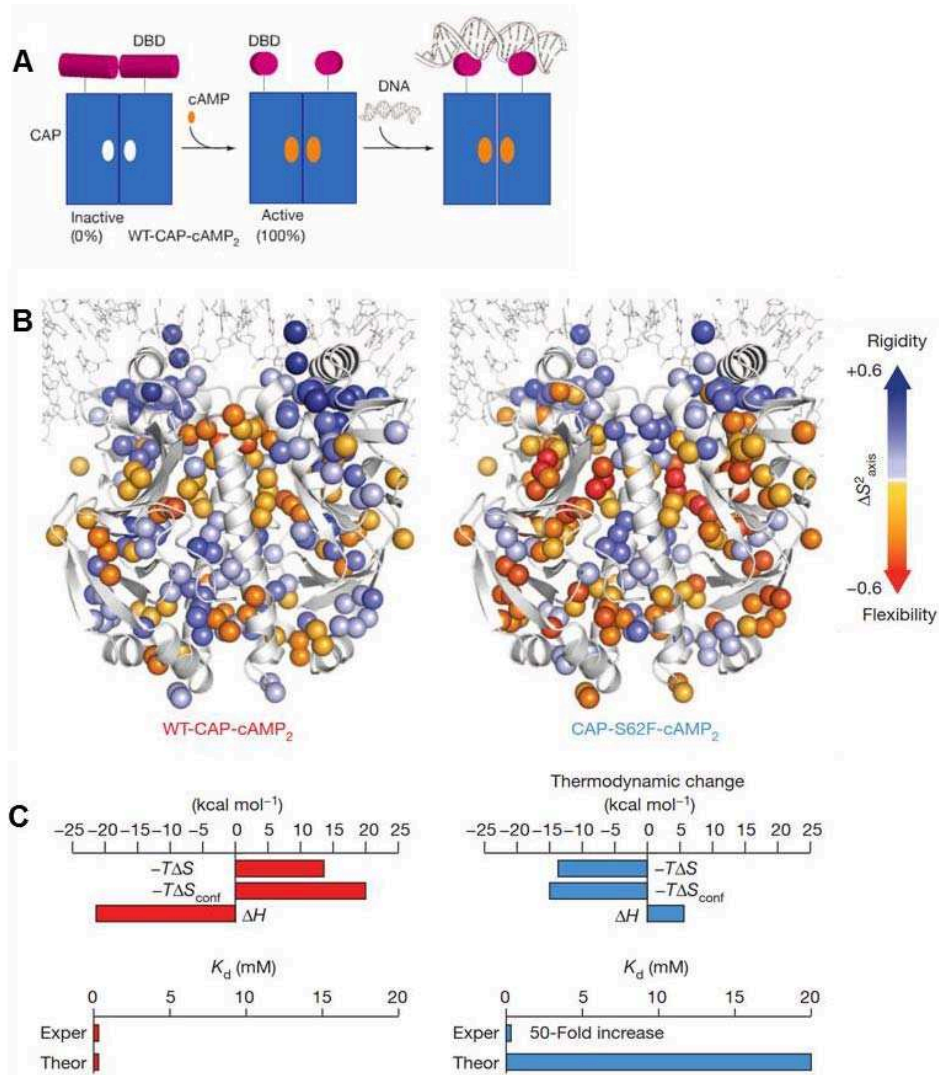 A
DBD
DBD
cAMP
DNA
CAP
Inactive
(0%)
WT-CAP-cAMP₂
Active
(100%)
B
Rigidity
+0.6
ΔS²axis
−0.6
Flexibility
WT-CAP-cAMP₂
CAP-S62F-cAMP₂
C
(kcal mol⁻¹)
−25 −20 −15 −10 −5 0 5 10 15 20 25
−TΔS
−TΔSconf
ΔH
Thermodynamic change
(kcal mol⁻¹)
−25 −20 −15 −10 −5 0 5 10 15 20 25
−TΔS
−TΔSconf
ΔH
Kd (mM)
0 5 10 15 20
Exper
Theor
Kd (mM)
0 5 10 15 20
Exper 50-Fold increase
Theor